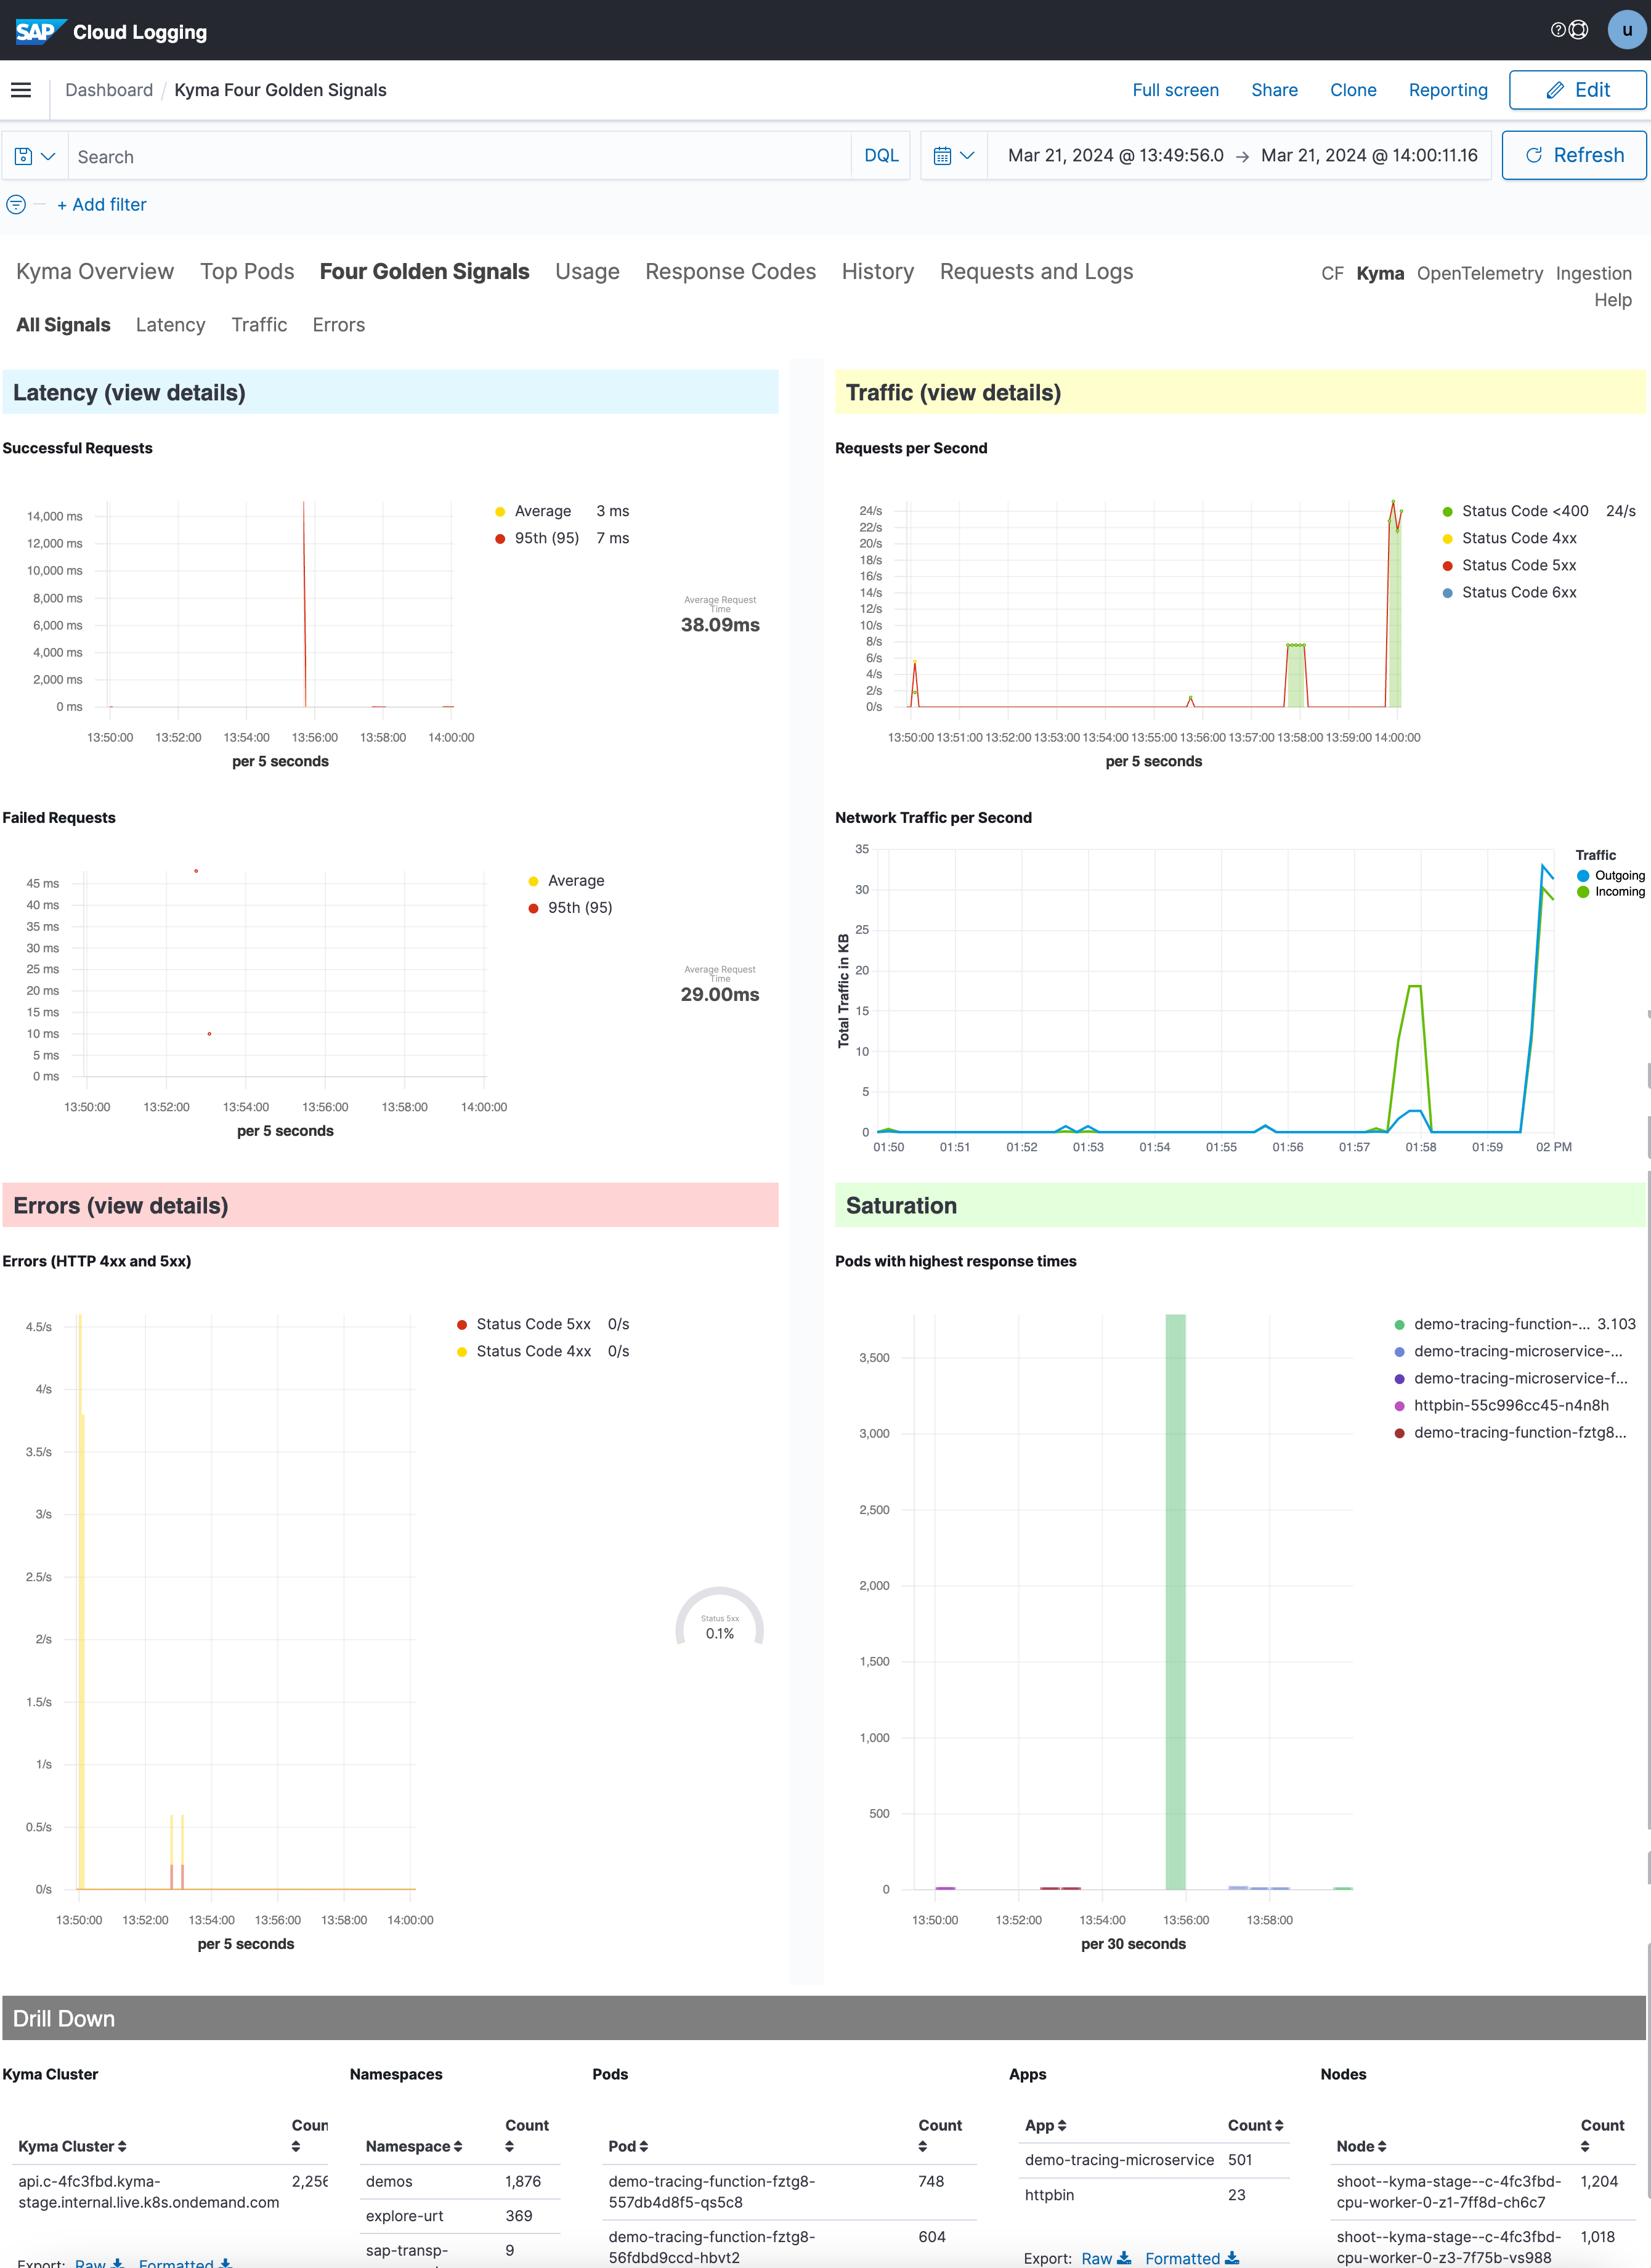 SAP Cloud Logging
u
Dashboard / Kyma Four Golden Signals
Full screen
Share
Clone
Reporting
Edit
Search
DQL
Mar 21, 2024 @ 13:49:56.0 → Mar 21, 2024 @ 14:00:11.16
Refresh
+ Add filter
Kyma Overview
Top Pods
Four Golden Signals
Usage
Response Codes
History
Requests and Logs
CF Kyma OpenTelemetry Ingestion
Help
All Signals
Latency
Traffic
Errors
Latency (view details)
Successful Requests
14,000 ms
12,000 ms
10,000 ms
8,000 ms
6,000 ms
4,000 ms
2,000 ms
0 ms
13:50:00 13:52:00 13:54:00 13:56:00 13:58:00 14:00:00
per 5 seconds
Average 3 ms
95th (95) 7 ms
Average Request
Time
38.09ms
Traffic (view details)
Requests per Second
24/s
22/s
20/s
18/s
16/s
14/s
12/s
10/s
8/s
6/s
4/s
2/s
0/s
13:50:00 13:51:00 13:52:00 13:53:00 13:54:00 13:55:00 13:56:00 13:57:00 13:58:00 13:59:00 14:00:00
per 5 seconds
Status Code <400 24/s
Status Code 4xx
Status Code 5xx
Status Code 6xx
Failed Requests
45 ms
40 ms
35 ms
30 ms
25 ms
20 ms
15 ms
10 ms
5 ms
0 ms
13:50:00 13:52:00 13:54:00 13:56:00 13:58:00 14:00:00
per 5 seconds
Average
95th (95)
Average Request
Time
29.00ms
Network Traffic per Second
Total Traffic in KB
35
30
25
20
15
10
5
0
01:50 01:51 01:52 01:53 01:54 01:55 01:56 01:57 01:58 01:59 02 PM
Traffic
Outgoing
Incoming
Errors (view details)
Errors (HTTP 4xx and 5xx)
4.5/s
4/s
3.5/s
3/s
2.5/s
2/s
1.5/s
1/s
0.5/s
0/s
13:50:00 13:52:00 13:54:00 13:56:00 13:58:00 14:00:00
per 5 seconds
Status Code 5xx 0/s
Status Code 4xx 0/s
Status 5xx
0.1%
Saturation
Pods with highest response times
3,500
3,000
2,500
2,000
1,500
1,000
500
0
13:50:00 13:52:00 13:54:00 13:56:00 13:58:00
per 30 seconds
demo-tracing-function-... 3.103
demo-tracing-microservice-...
demo-tracing-microservice-f...
httpbin-55c996cc45-n4n8h
demo-tracing-function-fztg8...
Drill Down
Kyma Cluster
Kyma Cluster
Coun
api.c-4fc3fbd.kyma-
stage.internal.live.k8s.ondemand.com
2,256
Export: Raw Formatted
Namespaces
Namespace
Count
demos 1,876
explore-urt 369
sap-transp- 9
Pods
Pod
Count
demo-tracing-function-fztg8-
557db4d8f5-qs5c8
748
demo-tracing-function-fztg8-
56fdbd9ccd-hbvt2
604
Apps
App Count
demo-tracing-microservice 501
httpbin 23
Export: Raw Formatted
Nodes
Node
Count
shoot--kyma-stage--c-4fc3fbd-
cpu-worker-0-z1-7ff8d-ch6c7
1,204
shoot--kyma-stage--c-4fc3fbd-
cpu-worker-0-z3-7f75b-vs988
1,018